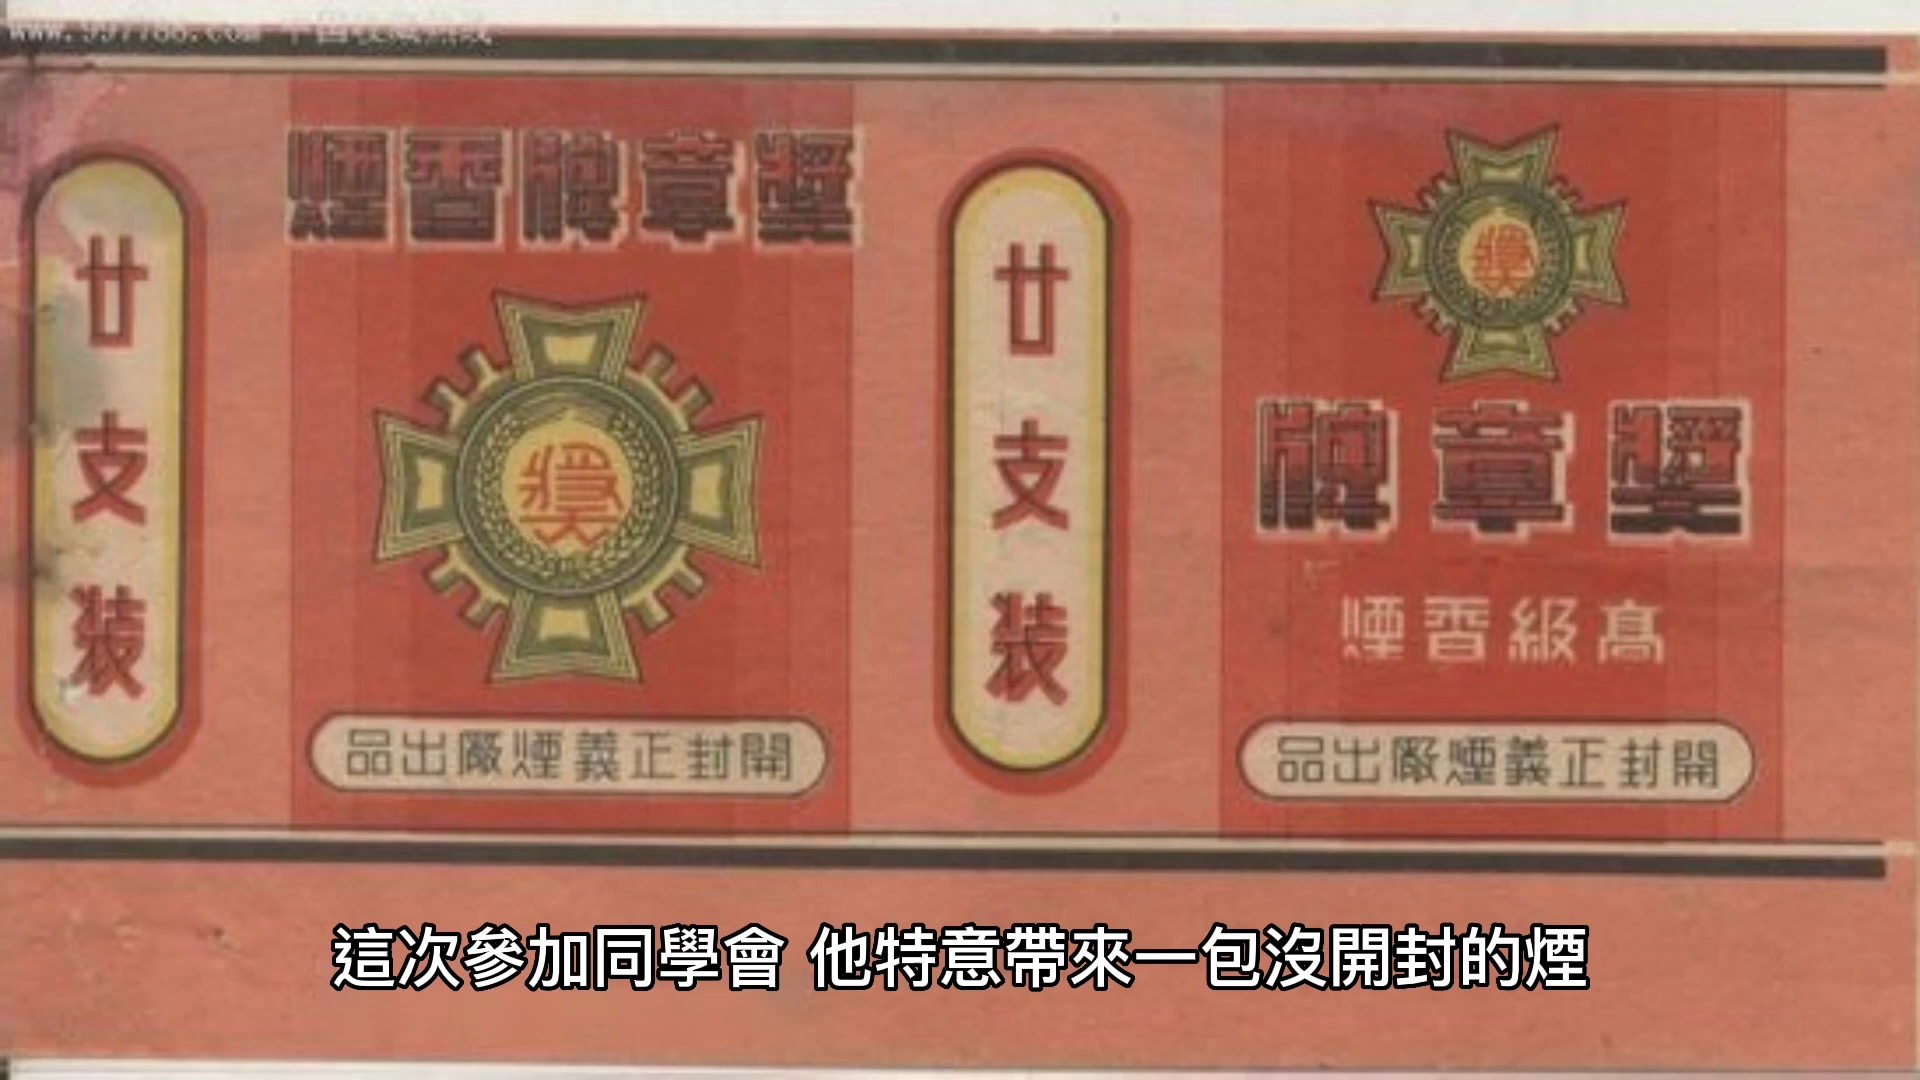 廿支装
獎章牌香煙
獎
開封正義煙廠出品
廿支装
獎
獎章牌
高級香煙
開封正義煙廠出品
這次參加同學會 他特意帶來一包沒開封的煙